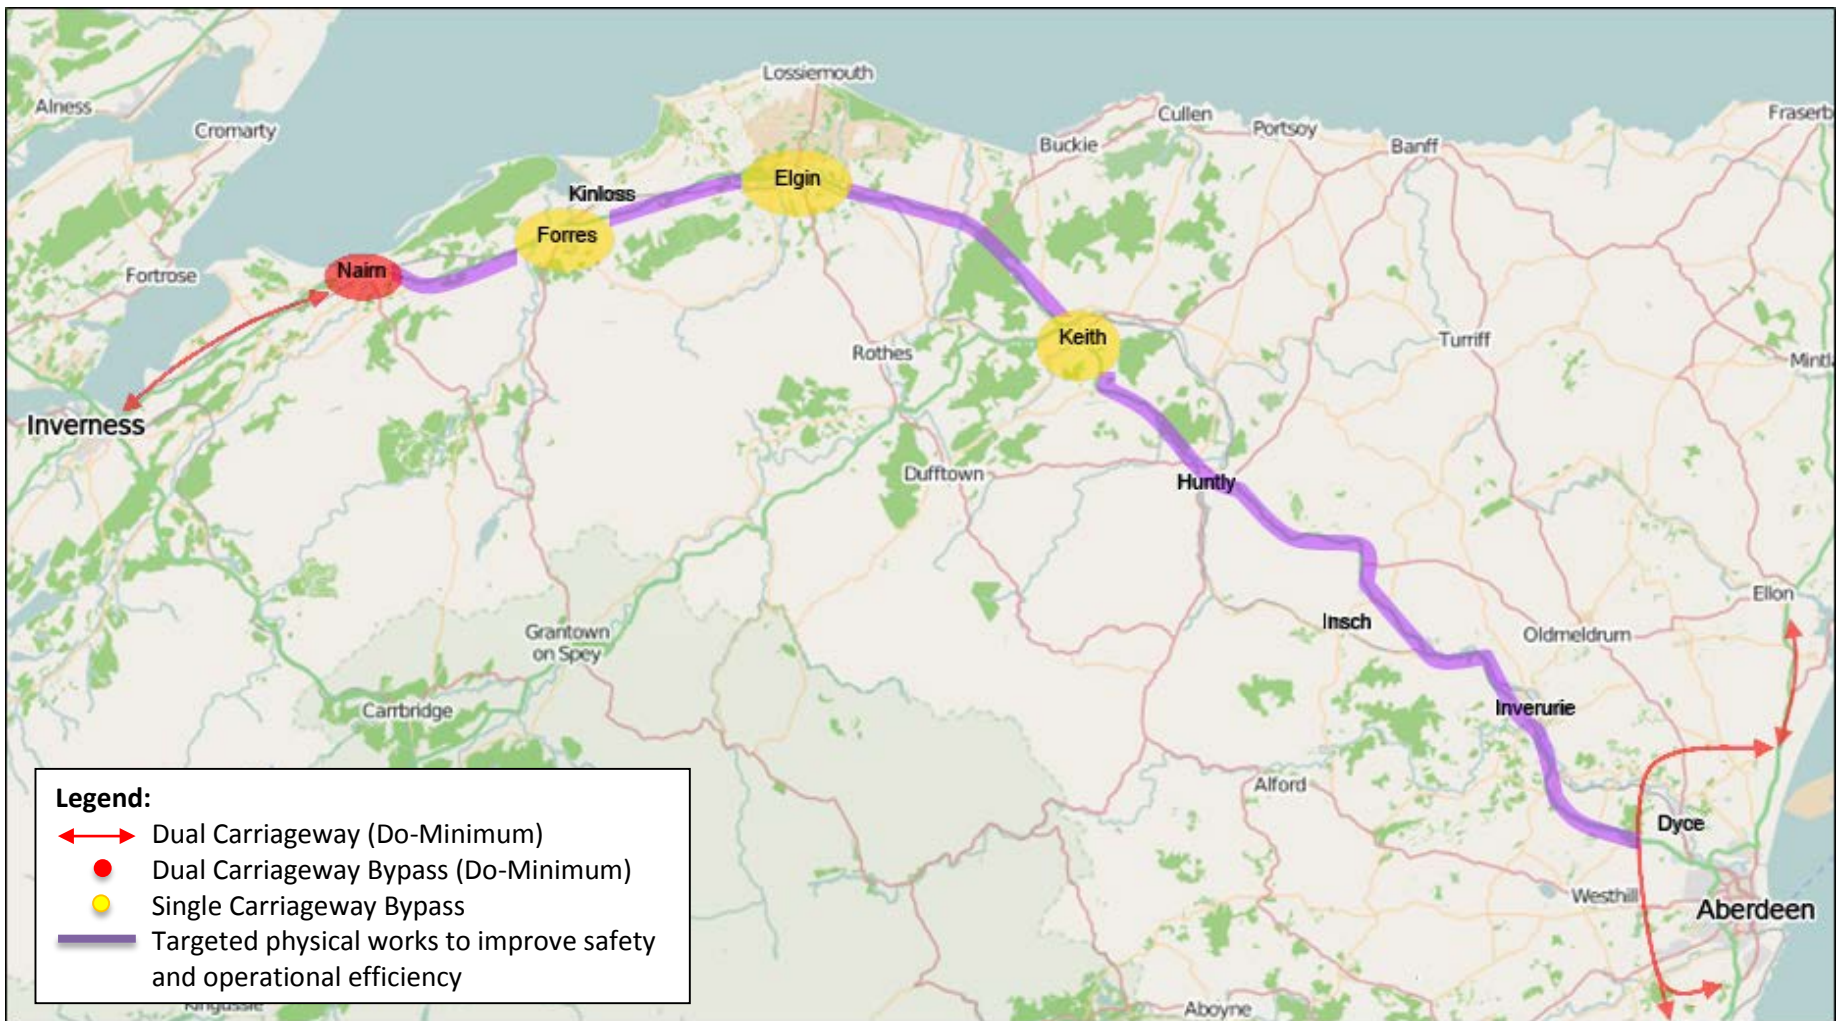 Lossiemouth
Alness
Cromarty
Cullen
Fraserb
Portsoy
Buckie
Banff
Elgin
Kinloss
Forres
Nairn
Fortrose
Keith
Turriff
Rothes
Mintla
Inverness
Dufftown
Huntly
Ellon
Insch
Oldmeldrum
Grantown
on Spey
Carrbridge
Inverurie
Alford
Dyce
Westhill
Aberdeen
Aboyne
Legend:
Dual Carriageway (Do-Minimum)
Dual Carriageway Bypass (Do-Minimum)
Single Carriageway Bypass
Targeted physical works to improve safety
and operational efficiency
Kingussie